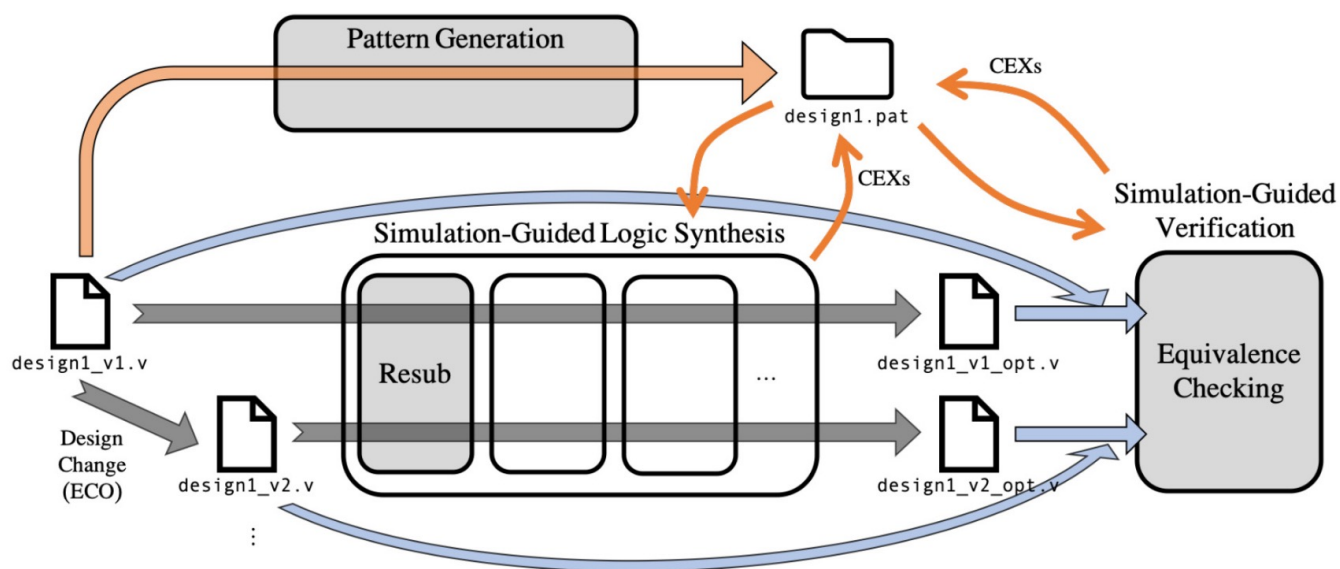 Pattern Generation
CEXs
design1.pat
CEXs
Simulation-Guided
Verification
Simulation-Guided Logic Synthesis
design1_v1.v
Resub
...
design1_v1_opt.v
Equivalence
Checking
Design
Change
(ECO)
design1_v2.v
design1_v2_opt.v
⋮